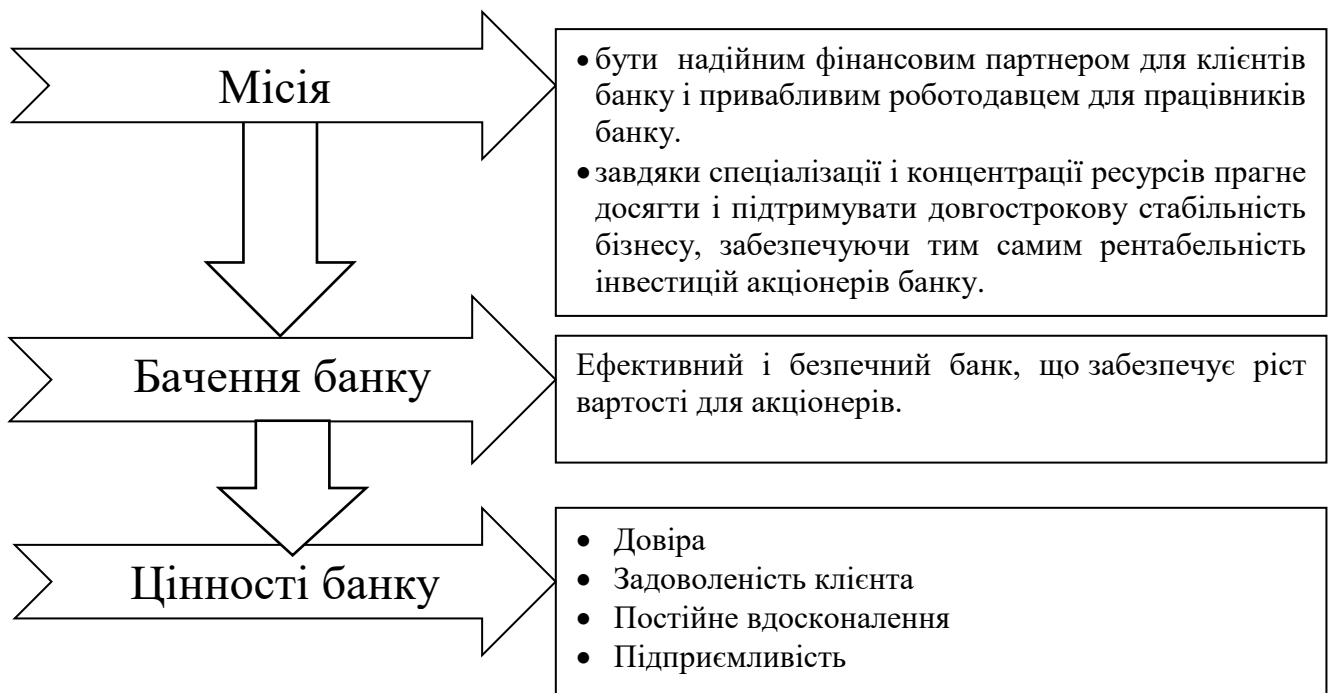 Місія
• бути надійним фінансовим партнером для клієнтів
банку і привабливим роботодавцем для працівників
банку.
• завдяки спеціалізації і концентрації ресурсів прагне
досягти і підтримувати довгострокову стабільність
бізнесу, забезпечуючи тим самим рентабельність
інвестицій акціонерів банку.
Бачення банку
Ефективний і безпечний банк, що забезпечує ріст
вартості для акціонерів.
Цінності банку
• Довіра
• Задоволеність клієнта
• Постійне вдосконалення
• Підприємливість